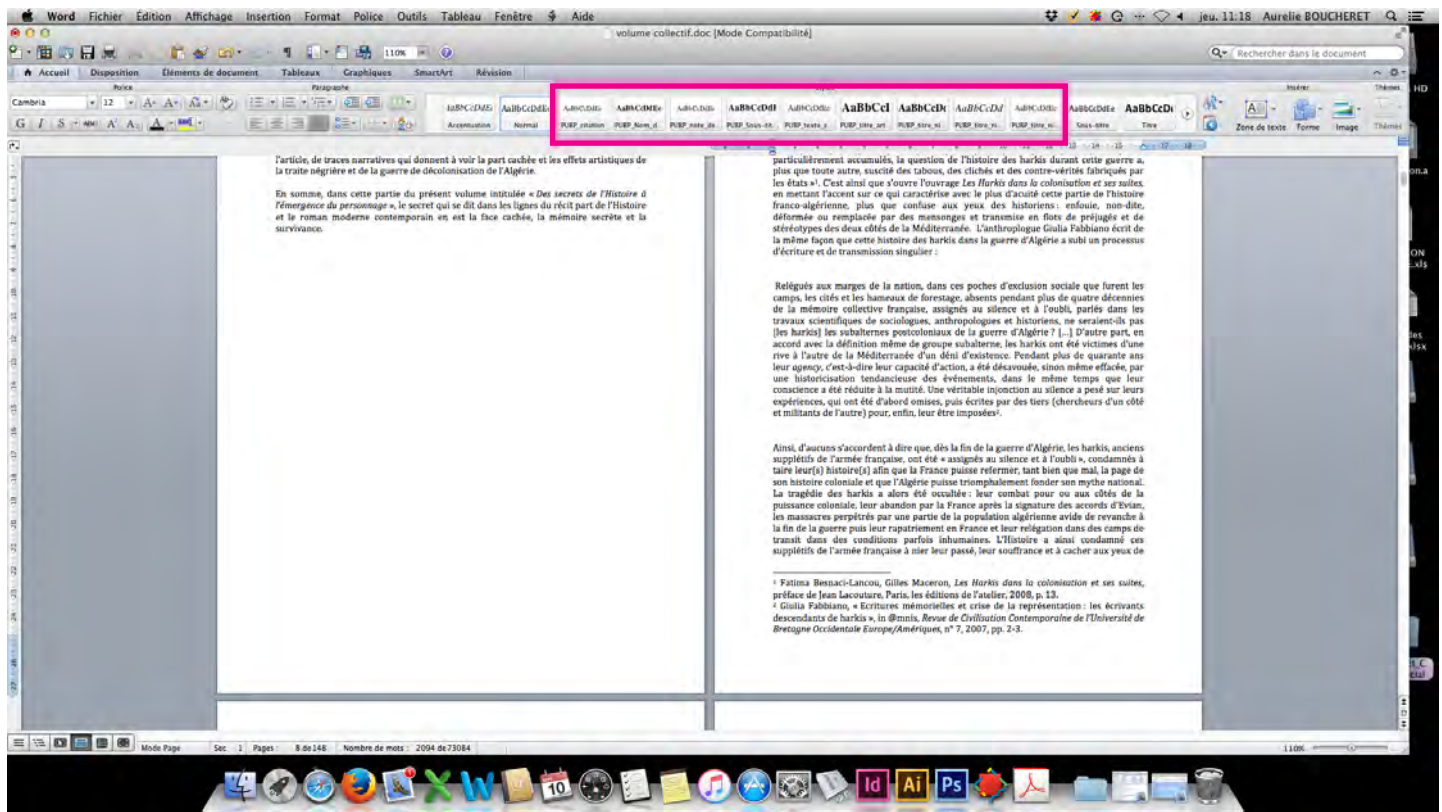 Word Fichier Édition Affichage Insertion Format Police Outils Tableau Fenêtre Aide jeu. 11:18 Aurelie BOUCHERET
volume collectif.doc [Mode Compatibilité]
110% Rechercher dans le document
Accueil Disposition Éléments de document Tableaux Graphiques SmartArt Révision
Police Paragraphe Insérer Thèmes HD
Cambria 12
AaBbCcDdEe AaBbCcDdEe AaBbCcDdEe AaBbCcDdEe AaBbCcDdI AaBbCcI AaBbCcDc AaBbCcDd AaBbCcDdEe AaBbCcDc
G I S
Accentuation Normal PUBP_citation PUBP_Nom_d PUBP_note_de PUBP_texte_c PUBP_titre_art Sous-titre Titre Zone de texte Forme Image Thèmes
l'article, de traces narratives qui donnent à voir la part cachée et les effets artistiques de
la traite négrière et de la guerre de décolonisation de l'Algérie.
En somme, dans cette partie du présent volume intitulée « Des secrets de l'Histoire à
l'émergence du personnage », le secret qui se dit dans les lignes du récit part de l'Histoire
et le roman moderne contemporain en est la face cachée, la mémoire secrète et la
survivance.
particulièrement accumulés, la question de l'histoire des harkis durant cette guerre a,
plus que toute autre, suscité des tabous, des clichés et des contre-vérités fabriqués par
les états »1. C'est ainsi que s'ouvre l'ouvrage Les Harkis dans la colonisation et ses suites,
en mettant l'accent sur ce qui caractérise avec le plus d'acuité cette partie de l'histoire
franco-algérienne, plus que confuse aux yeux des historiens : enfouie, non-dite,
déformée ou remplacée par des mensonges et transmise en flots de préjugés et de
stéréotypes des deux côtés de la Méditerranée. L'anthroplogue Giulia Fabbiano écrit de
la même façon que cette histoire des harkis dans la guerre d'Algérie a subi un processus
d'écriture et de transmission singulier :
Relégués aux marges de la nation, dans ces poches d'exclusion sociale que furent les
camps, les cités et les hameaux de forestage, absents pendant plus de quatre décennies
de la mémoire collective française, assignés au silence et à l'oubli, parlés dans les
travaux scientifiques de sociologues, anthropologues et historiens, ne seraient-ils pas
[les harkis] les subalternes postcoloniaux de la guerre d'Algérie ? [...] D'autre part, en
accord avec la définition même de groupe subalterne, les harkis ont été victimes d'une
rive à l'autre de la Méditerranée d'un déni d'existence. Pendant plus de quarante ans
leur agency, c'est-à-dire leur capacité d'action, a été désavouée, sinon même effacée, par
une historicisation tendancieuse des événements, dans le même temps que leur
conscience a été réduite à la mutité. Une véritable injonction au silence a pesé sur leurs
expériences, qui ont été d'abord omises, puis écrites par des tiers (chercheurs d'un côté
et militants de l'autre) pour, enfin, leur être imposées2.
Ainsi, d'aucuns s'accordent à dire que, dès la fin de la guerre d'Algérie, les harkis, anciens
supplétifs de l'armée française, ont été « assignés au silence et à l'oubli », condamnés à
taire leur(s) histoire(s) afin que la France puisse refermer, tant bien que mal, la page de
son histoire coloniale et que l'Algérie puisse triomphalement fonder son mythe national.
La tragédie des harkis a alors été occultée : leur combat pour ou aux côtés de la
puissance coloniale, leur abandon par la France après la signature des accords d'Evian,
les massacres perpétrés par une partie de la population algérienne avide de revanche à
la fin de la guerre puis leur rapatriement en France et leur relégation dans des camps de
transit dans des conditions parfois inhumaines. L'Histoire a ainsi condamné ces
supplétifs de l'armée française à nier leur passé, leur souffrance et à cacher aux yeux de
1 Fatima Besnaci-Lancou, Gilles Maceron, Les Harkis dans la colonisation et ses suites,
préface de Jean Lacouture, Paris, les éditions de l'atelier, 2008, p. 13.
2 Giulia Fabbiano, « Ecritures mémorielles et crise de la représentation : les écrivants
descendants de harkis », in @mnis, Revue de Civilisation Contemporaine de l'Université de
Bretagne Occidentale Europe/Amériques, n° 7, 2007, pp. 2-3.
Mode Page Sec 1 Pages : 8 de 148 Nombre de mots : 2094 de 73084 110%
10 Id Ai Ps